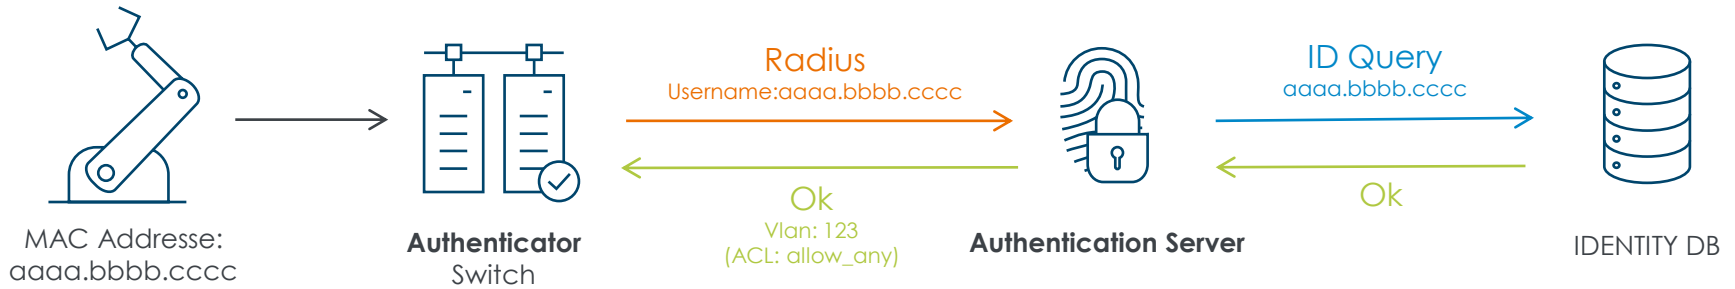 MAC Addresse:
aaaa.bbbb.cccc
Authenticator
Switch
Radius
Username:aaaa.bbbb.cccc
Ok
Vlan: 123
(ACL: allow_any)
Authentication Server
ID Query
aaaa.bbbb.cccc
Ok
IDENTITY DB